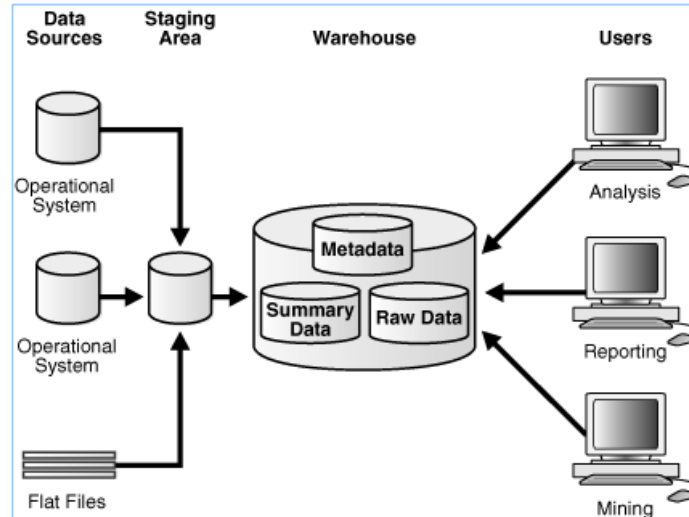 Data
Sources
Staging
Area
Warehouse
Users
Operational
System
Operational
System
Flat Files
Metadata
Summary
Data
Raw Data
Analysis
Reporting
Mining